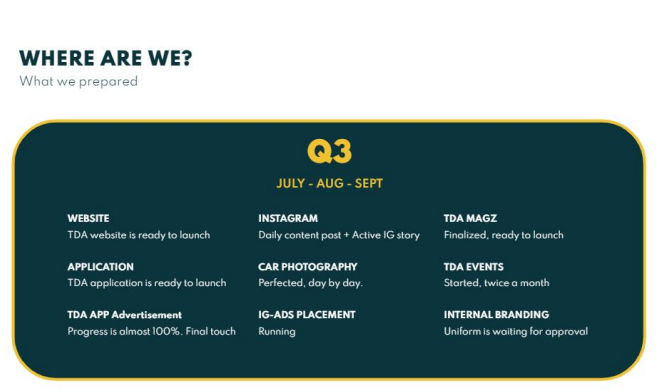 WHERE ARE WE?
What we prepared
Q3
JULY - AUG - SEPT
WEBSITE
TDA website is ready to launch
APPLICATION
TDA application is ready to launch
TDA APP Advertisement
Progress is almost 100%. Final touch
INSTAGRAM
Daily content post + Active IG story
CAR PHOTOGRAPHY
Perfected, day by day.
IG-ADS PLACEMENT
Running
TDA MAGZ
Finalized, ready to launch
TDA EVENTS
Started, twice a month
INTERNAL BRANDING
Uniform is waiting for approval